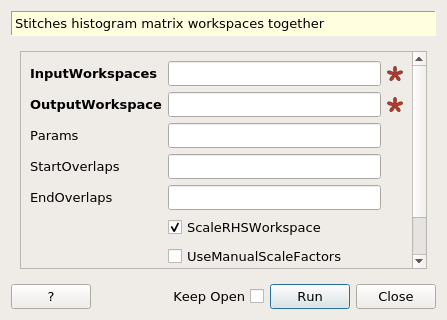 Stitches histogram matrix workspaces together
InputWorkspaces *
OutputWorkspace *
Params
StartOverlaps
EndOverlaps
ScaleRHSWorkspace
UseManualScaleFactors
? Keep Open Run Close